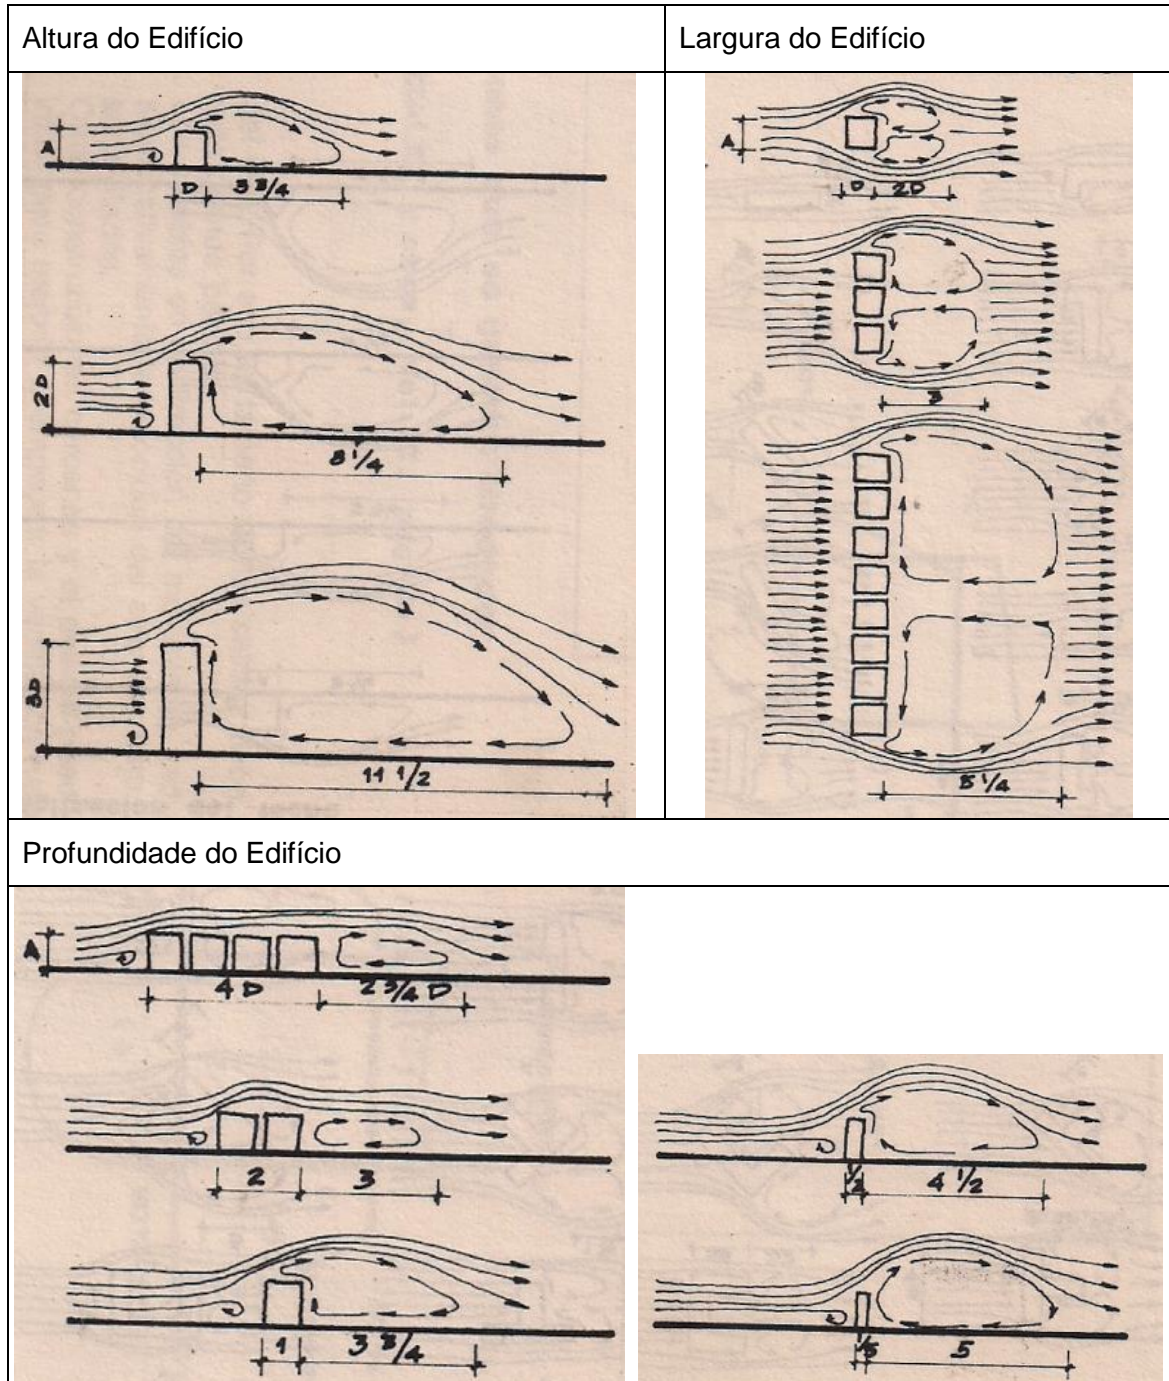 Altura do Edifício
Largura do Edifício
A
D 3 3/4
2D
8 1/4
3D
11 1/2
A
D 2D
3
5 1/4
Profundidade do Edifício
A
4D 2 3/4 D
2 3
1 3 3/4
1/2 4 1/2
5